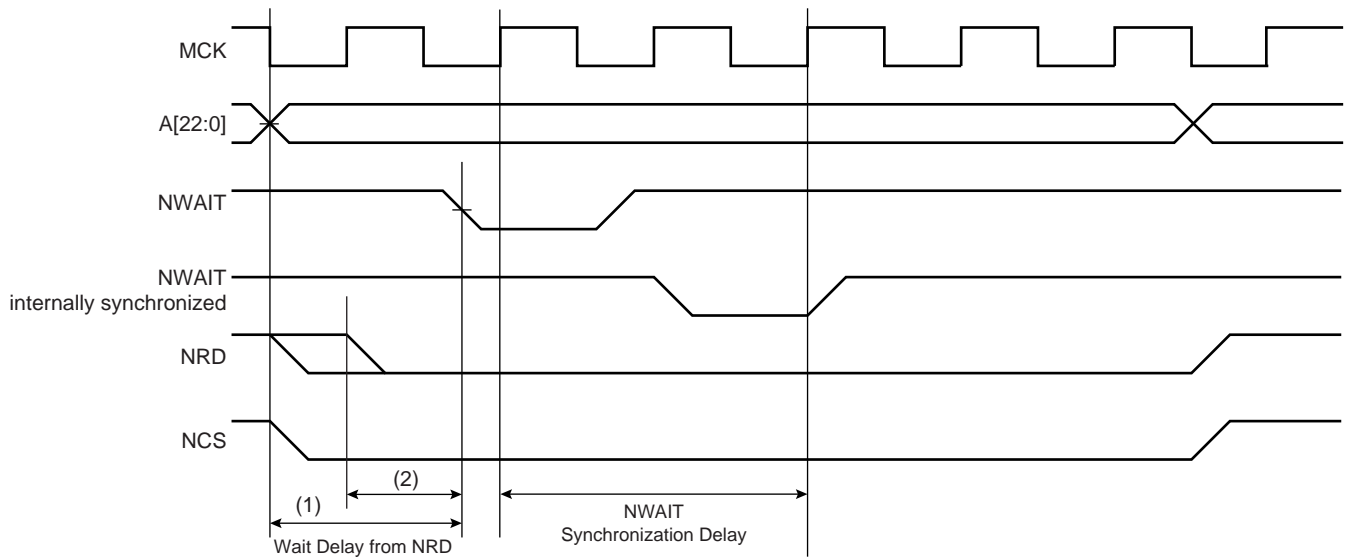 MCK
A[22:0]
NWAIT
NWAIT
internally synchronized
NRD
NCS
(1)
(2)
Wait Delay from NRD
NWAIT
Synchronization Delay